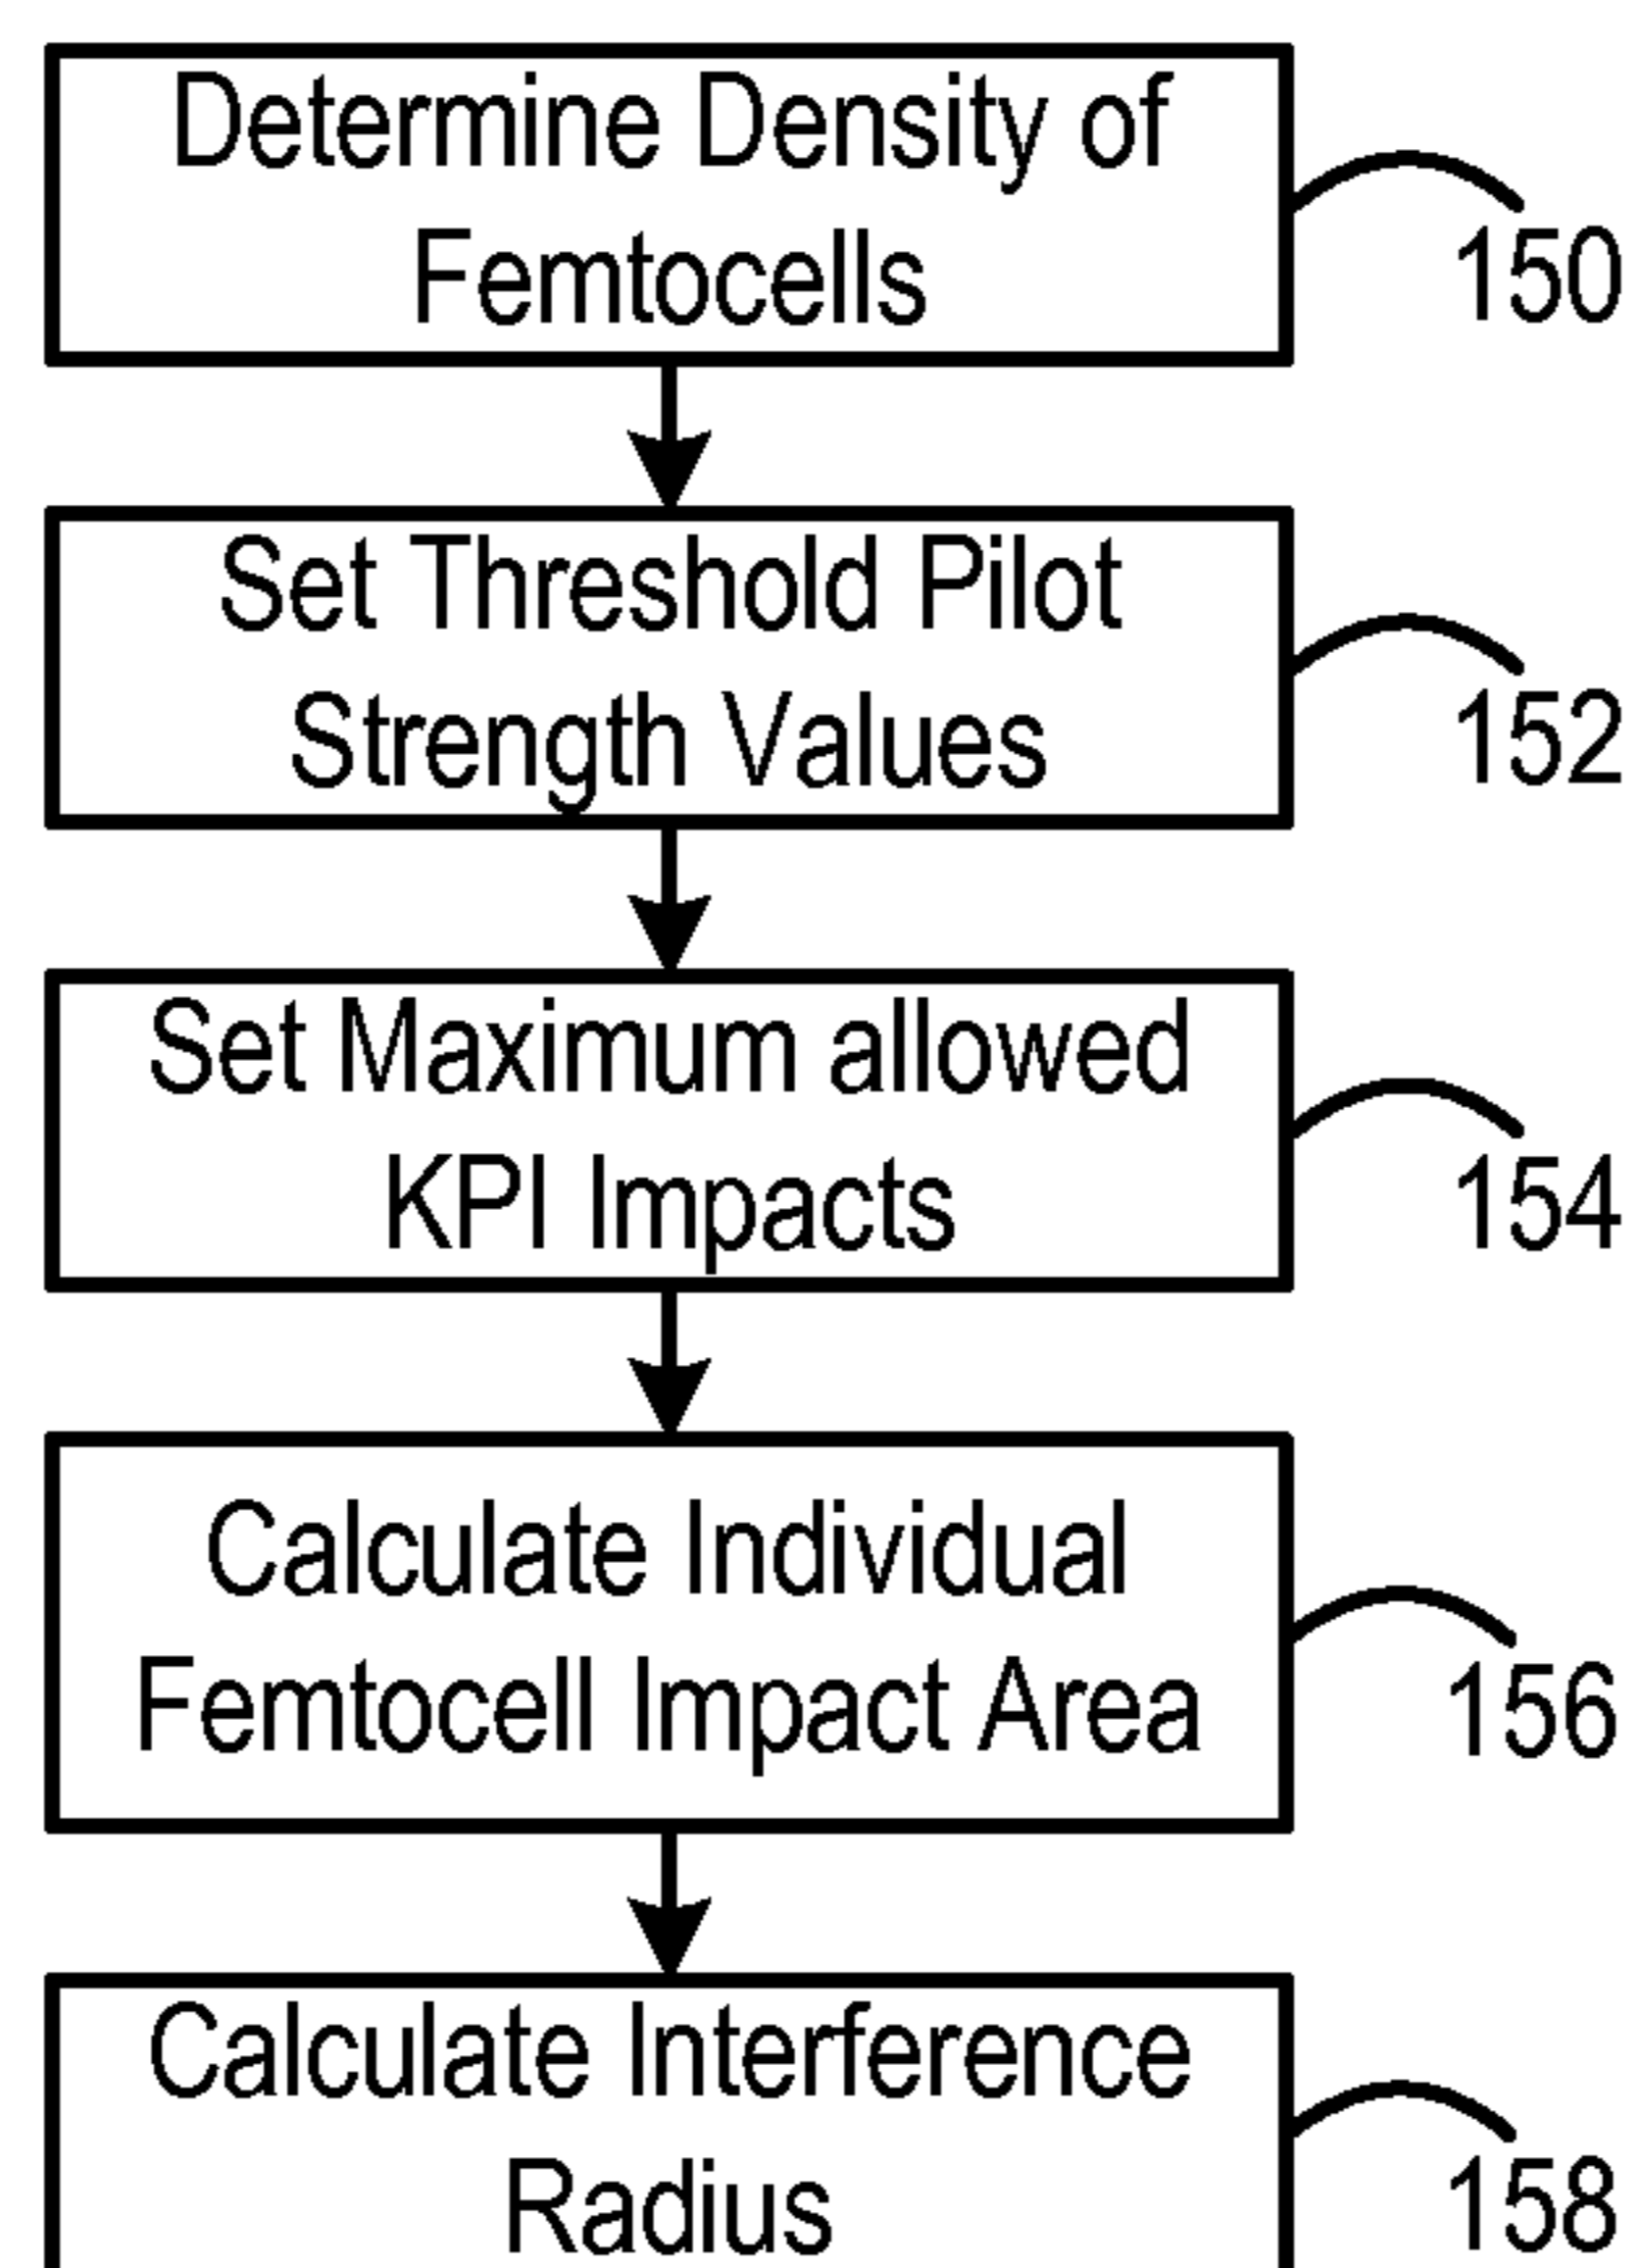 Determine Density of
Femtocells
150
Set Threshold Pilot
Strength Values
152
Set Maximum allowed
KPI Impacts
154
Calculate Individual
Femtocell Impact Area
156
Calculate Interference
Radius
158